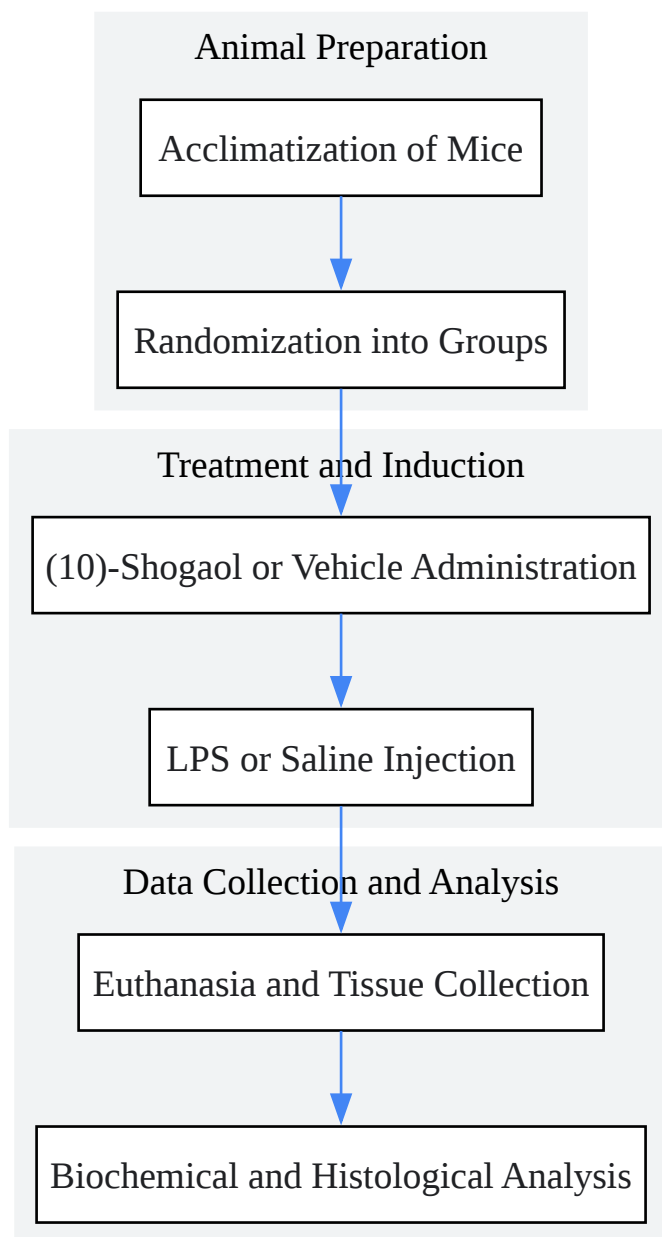 Animal Preparation
Acclimatization of Mice
Randomization into Groups
Treatment and Induction
(10)-Shogaol or Vehicle Administration
LPS or Saline Injection
Data Collection and Analysis
Euthanasia and Tissue Collection
Biochemical and Histological Analysis